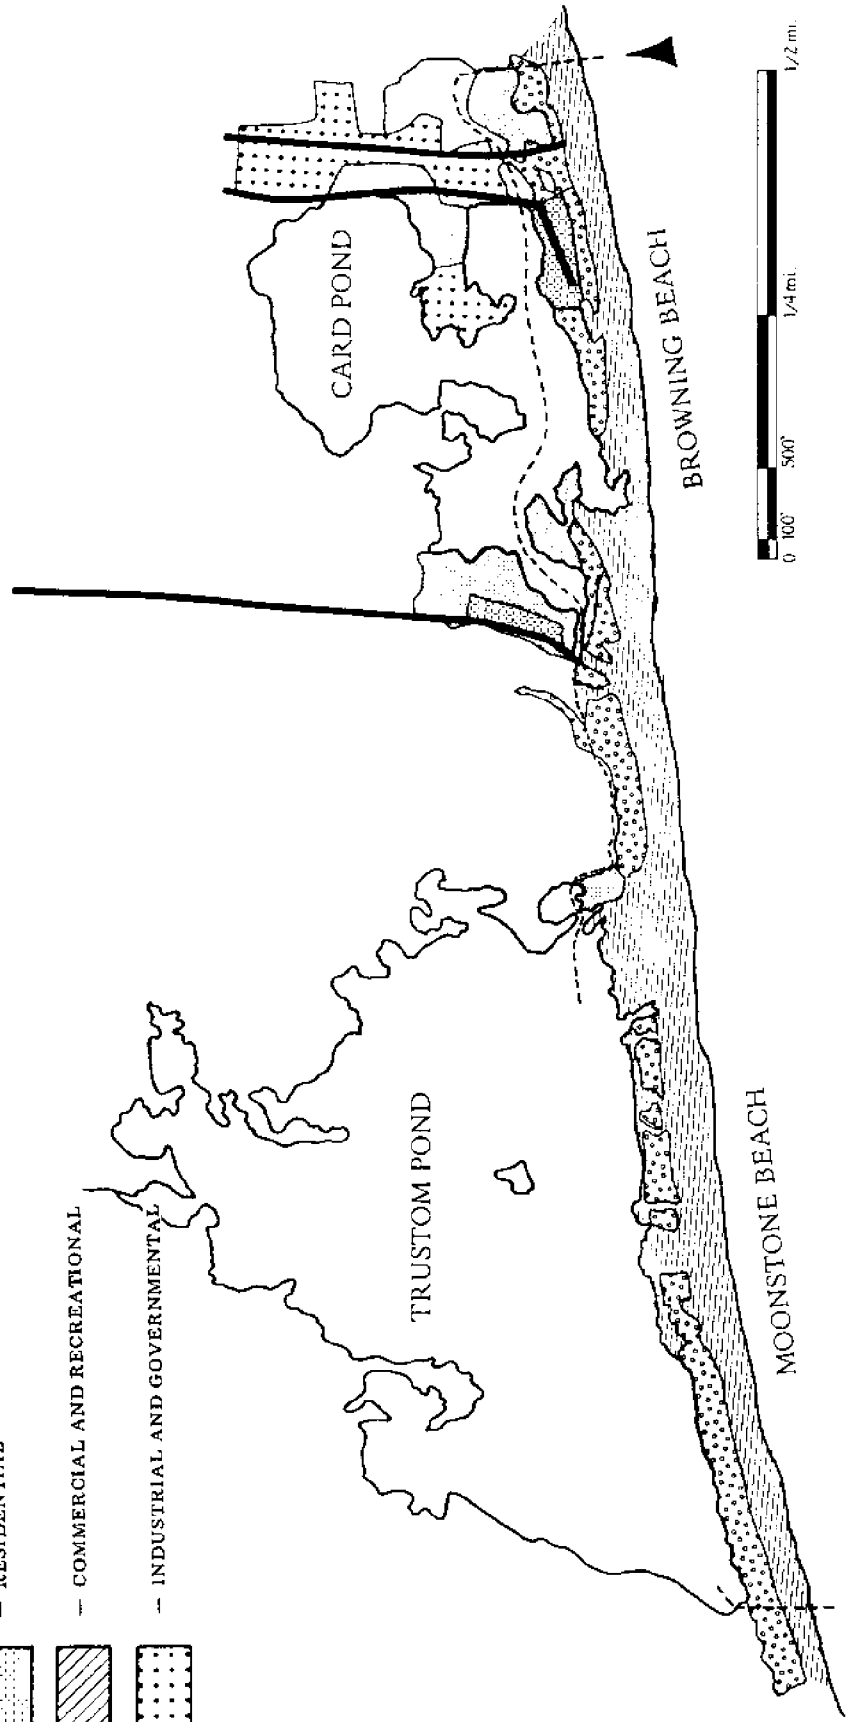 — RESIDENTIAL
— COMMERCIAL AND RECREATIONAL
— INDUSTRIAL AND GOVERNMENTAL
TRUSTOM POND
CARD POND
MOONSTONE BEACH
BROWNING BEACH
0 100' 500' 1/4 mi. 1/2 mi.